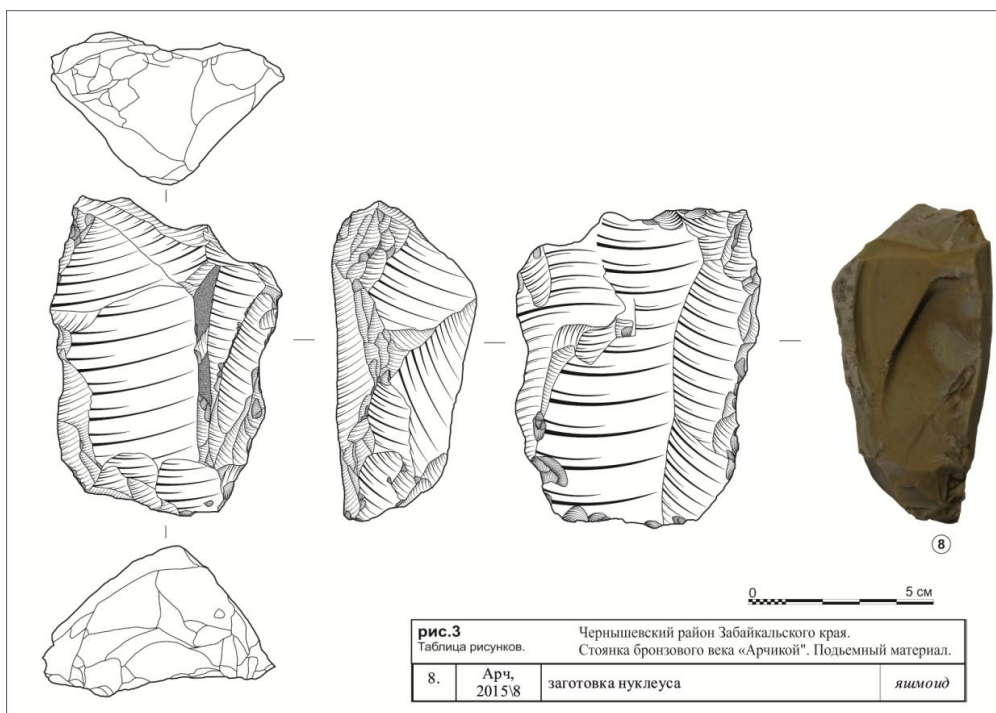 8
0 5 см
рис.3
Таблица рисунков.
Чернышевский район Забайкальского края.
Стоянка бронзового века «Арчикой". Подьемный материал.
8. Арч, 2015\8 заготовка нуклеуса яшмоид